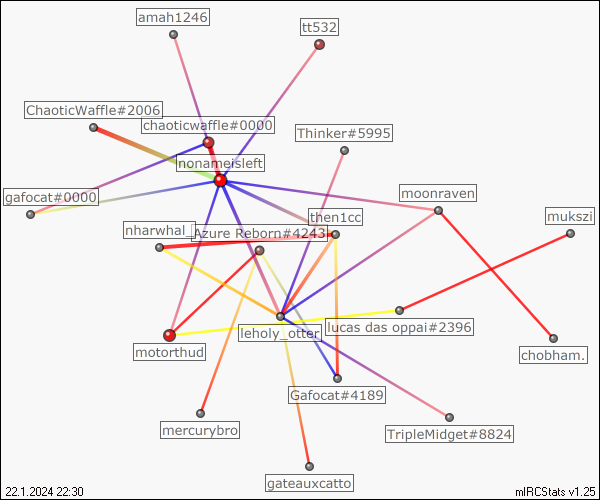 amah1246
tt532
ChaoticWaffle#2006
chaoticwaffle#0000
Thinker#5995
nonameisleft
gafocat#0000
moonraven
then1cc
mukszi
nharwhal_
Azure Reborn#4243
lucas das oppai#2396
leholy_otter
motorthud
chobham.
Gafocat#4189
mercurybro
TripleMidget#8824
gateauxcatto
22.1.2024 22:30
mIRCStats v1.25